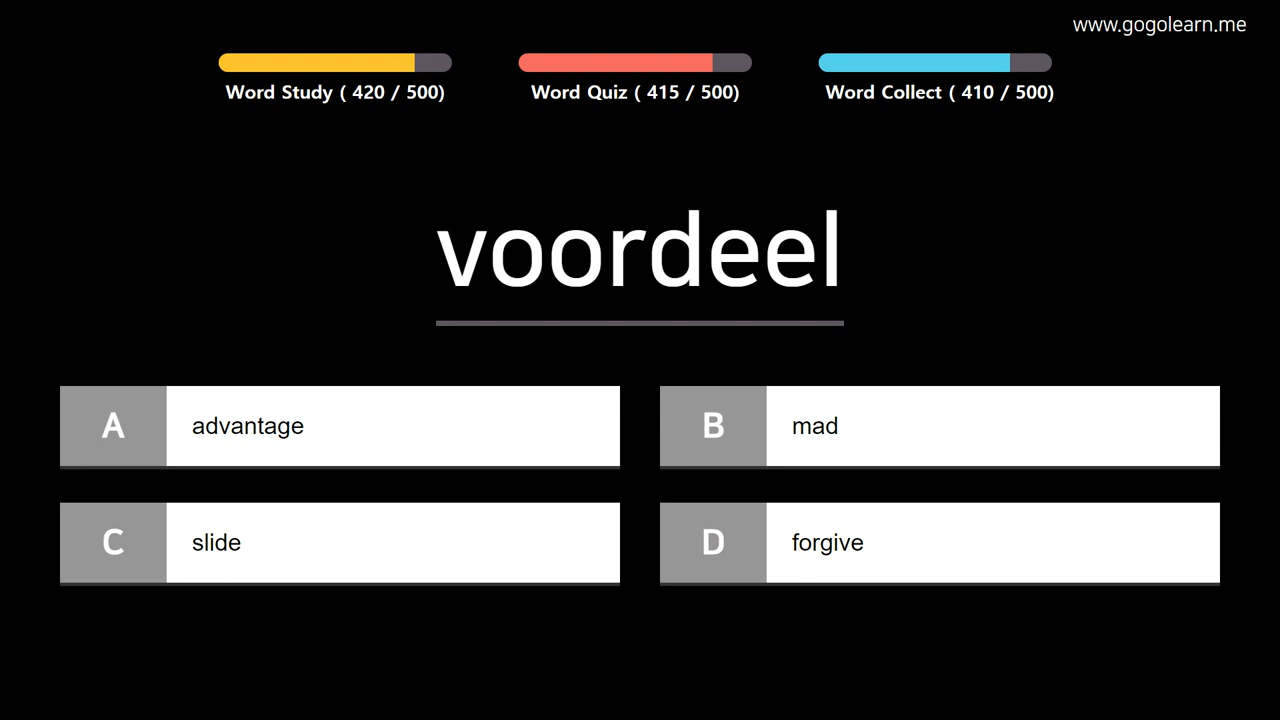 www.gogolearn.me
Word Study ( 420 / 500)
Word Quiz ( 415 / 500)
Word Collect ( 410 / 500)
voordeel
A advantage
B mad
C slide
D forgive